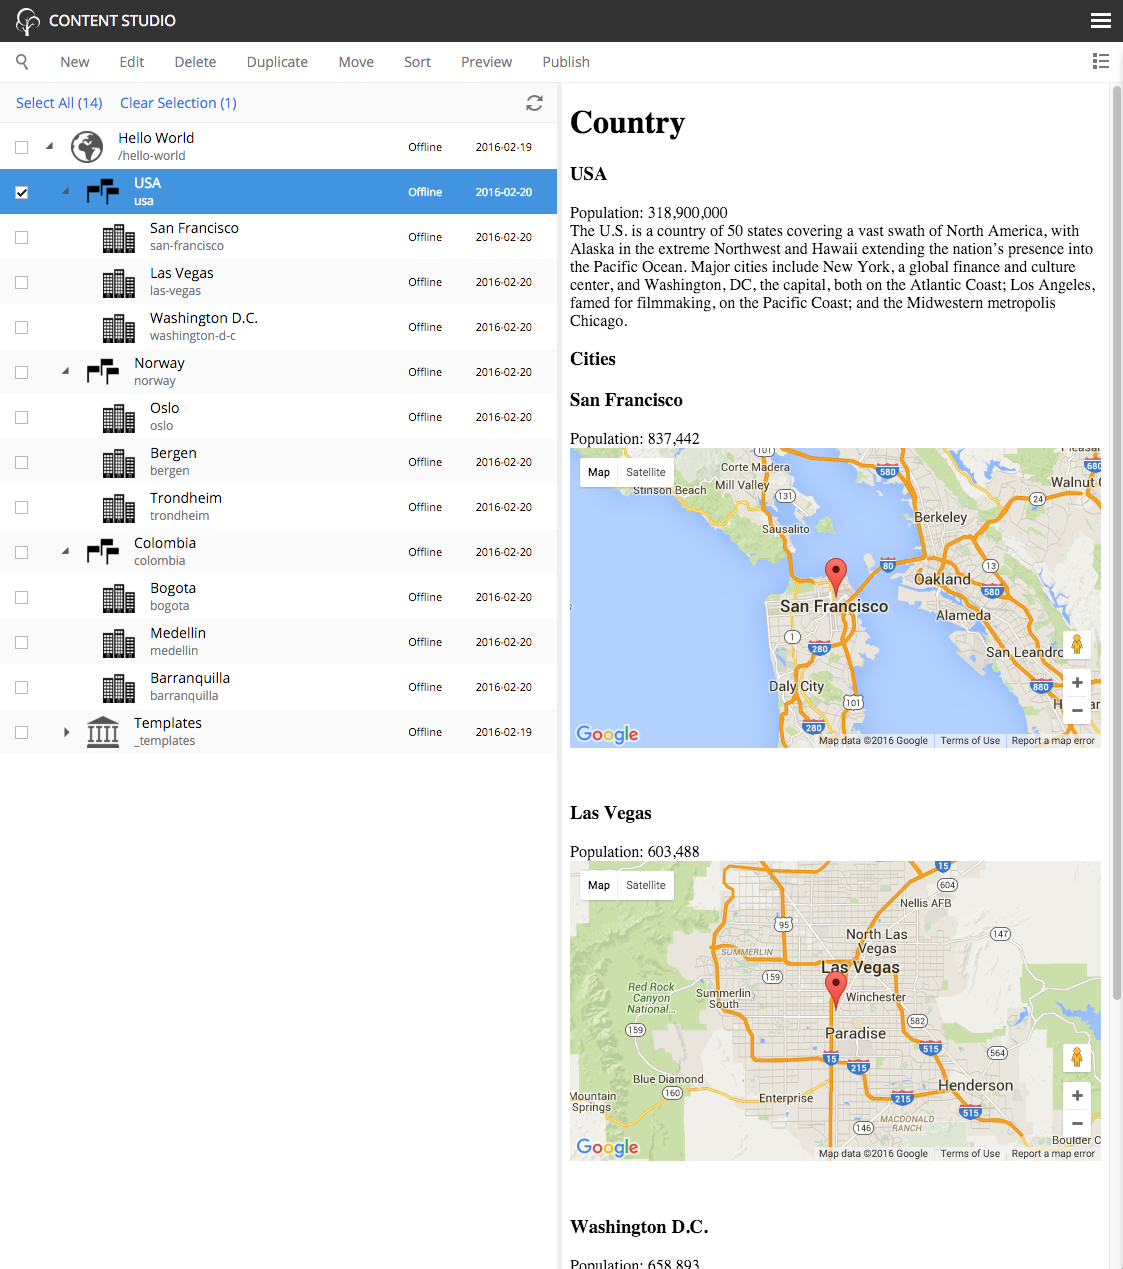 CONTENT STUDIO
New Edit Delete Duplicate Move Sort Preview Publish
Select All (14) Clear Selection (1)
Hello World
/hello-world
Offline 2016-02-19
USA
usa
Offline 2016-02-20
San Francisco
san-francisco
Offline 2016-02-20
Las Vegas
las-vegas
Offline 2016-02-20
Washington D.C.
washington-d-c
Offline 2016-02-20
Norway
norway
Offline 2016-02-20
Oslo
oslo
Offline 2016-02-20
Bergen
bergen
Offline 2016-02-20
Trondheim
trondheim
Offline 2016-02-20
Colombia
colombia
Offline 2016-02-20
Bogota
bogota
Offline 2016-02-20
Medellin
medellin
Offline 2016-02-20
Barranquilla
barranquilla
Offline 2016-02-20
Templates
_templates
Offline 2016-02-19
Country
USA
Population: 318,900,000
The U.S. is a country of 50 states covering a vast swath of North America, with
Alaska in the extreme Northwest and Hawaii extending the nation’s presence into
the Pacific Ocean. Major cities include New York, a global finance and culture
center, and Washington, DC, the capital, both on the Atlantic Coast; Los Angeles,
famed for filmmaking, on the Pacific Coast; and the Midwestern metropolis
Chicago.
Cities
San Francisco
Population: 837,442
Map Satellite
101
Corte Madera
580
680
Mill Valley
Walnut
Stinson Beach
131
24
Berkeley
Sausalito
80
13
Oakland
580
San Francisco
Alameda
1
280
San Leandro
Daly City
880
101
280
Google
Map data ©2016 Google Terms of Use Report a map error
Las Vegas
Population: 603,488
Map Satellite
15
604
Nellis AFB
95
North Las
Vegas
147
SUMMERLIN
Las Vegas
159
Red Rock
Canyon
National...
Summerlin
South
Winchester
159
582
Paradise
515
564
15
215
Blue Diamond
Henderson
160
Mountain
Springs
Enterprise
215
515
146
MACDONALD
RANCH
Boulder C
Google
Map data ©2016 Google Terms of Use Report a map error
Washington D.C.
Population: 658,893